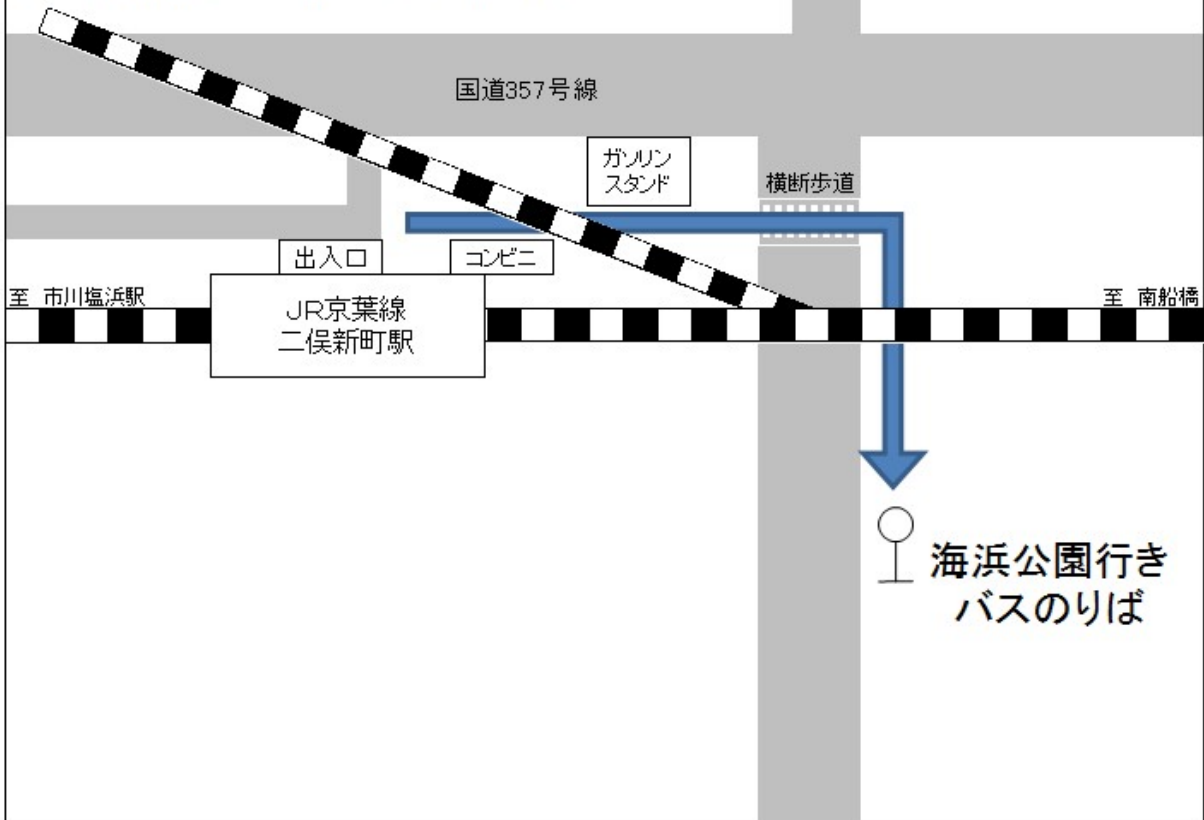 国道357号線
ガソリン
スタンド
横断歩道
出入口
コンビニ
至 市川塩浜駅
至 南船橋
JR京葉線
二俣新町駅
海浜公園行き
バスのりば